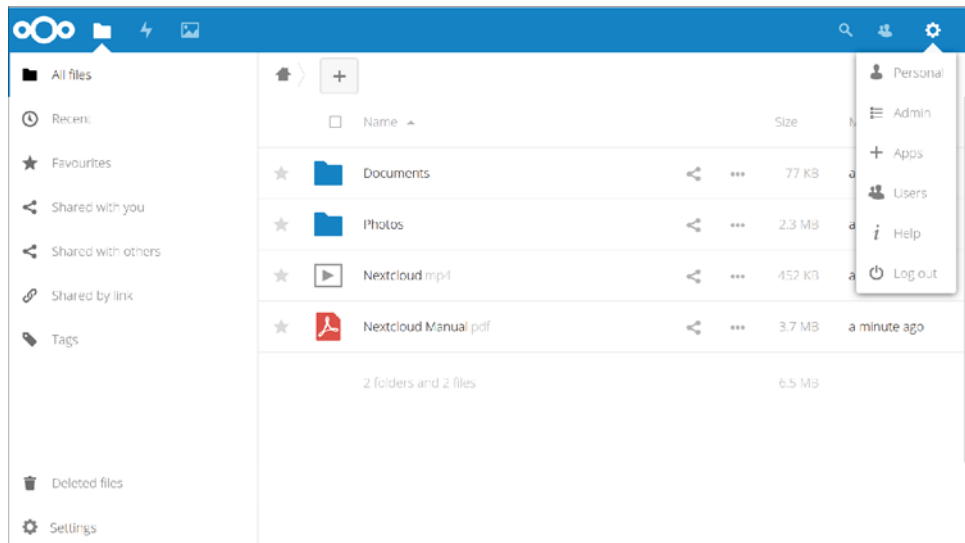 All files
Recent
Favourites
Shared with you
Shared with others
Shared by link
Tags
Deleted files
Settings
Name Size
Documents 77 KB
Photos 2.3 MB
Nextcloud.mp4 452 KB
Nextcloud Manual.pdf 3.7 MB a minute ago
2 folders and 2 files 6.5 MB
Personal
Admin
Apps
Users
Help
Log out